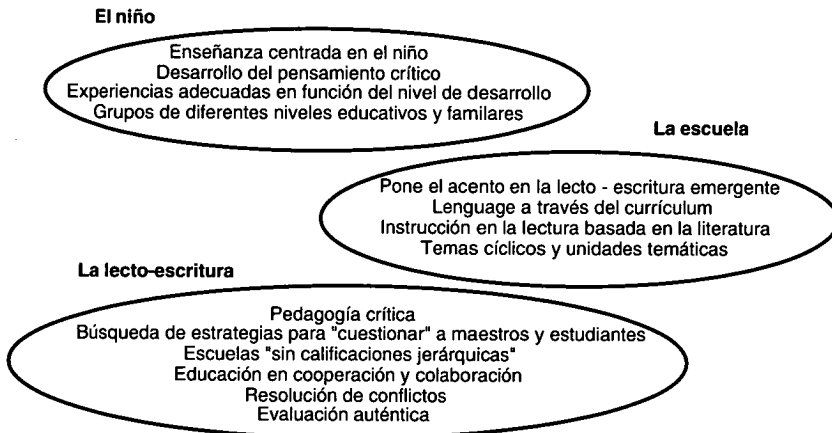 El niño
Enseñanza centrada en el niño
Desarrollo del pensamiento crítico
Experiencias adecuadas en función del nivel de desarrollo
Grupos de diferentes niveles educativos y familares
La escuela
Pone el acento en la lecto - escritura emergente
Lenguage a través del currículum
Instrucción en la lectura basada en la literatura
Temas cíclicos y unidades temáticas
La lecto-escritura
Pedagogía crítica
Búsqueda de estrategias para "cuestionar" a maestros y estudiantes
Escuelas "sin calificaciones jerárquicas"
Educación en cooperación y colaboración
Resolución de conflictos
Evaluación auténtica